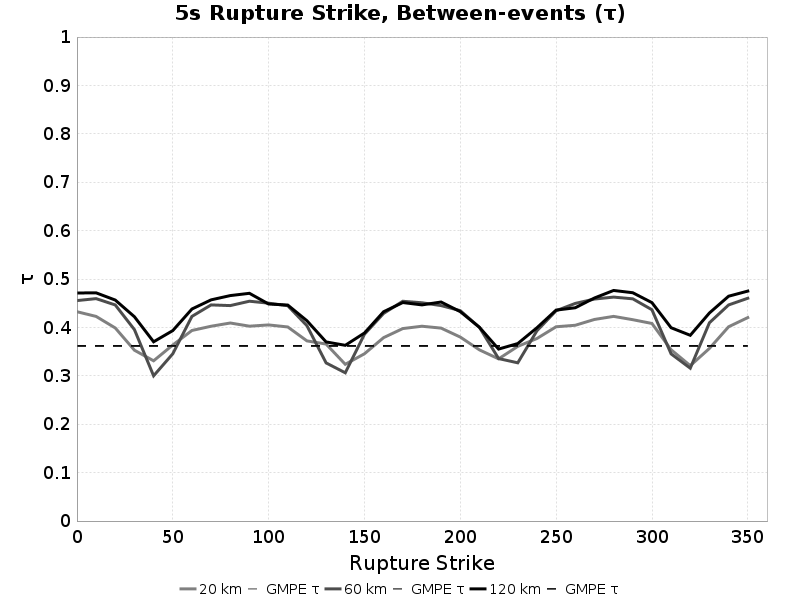 5s Rupture Strike, Between-events (τ)
1
0.9
0.8
0.7
0.6
0.5
0.4
0.3
0.2
0.1
0
τ
0 50 100 150 200 250 300 350
Rupture Strike
20 km GMPE τ 60 km GMPE τ 120 km GMPE τ